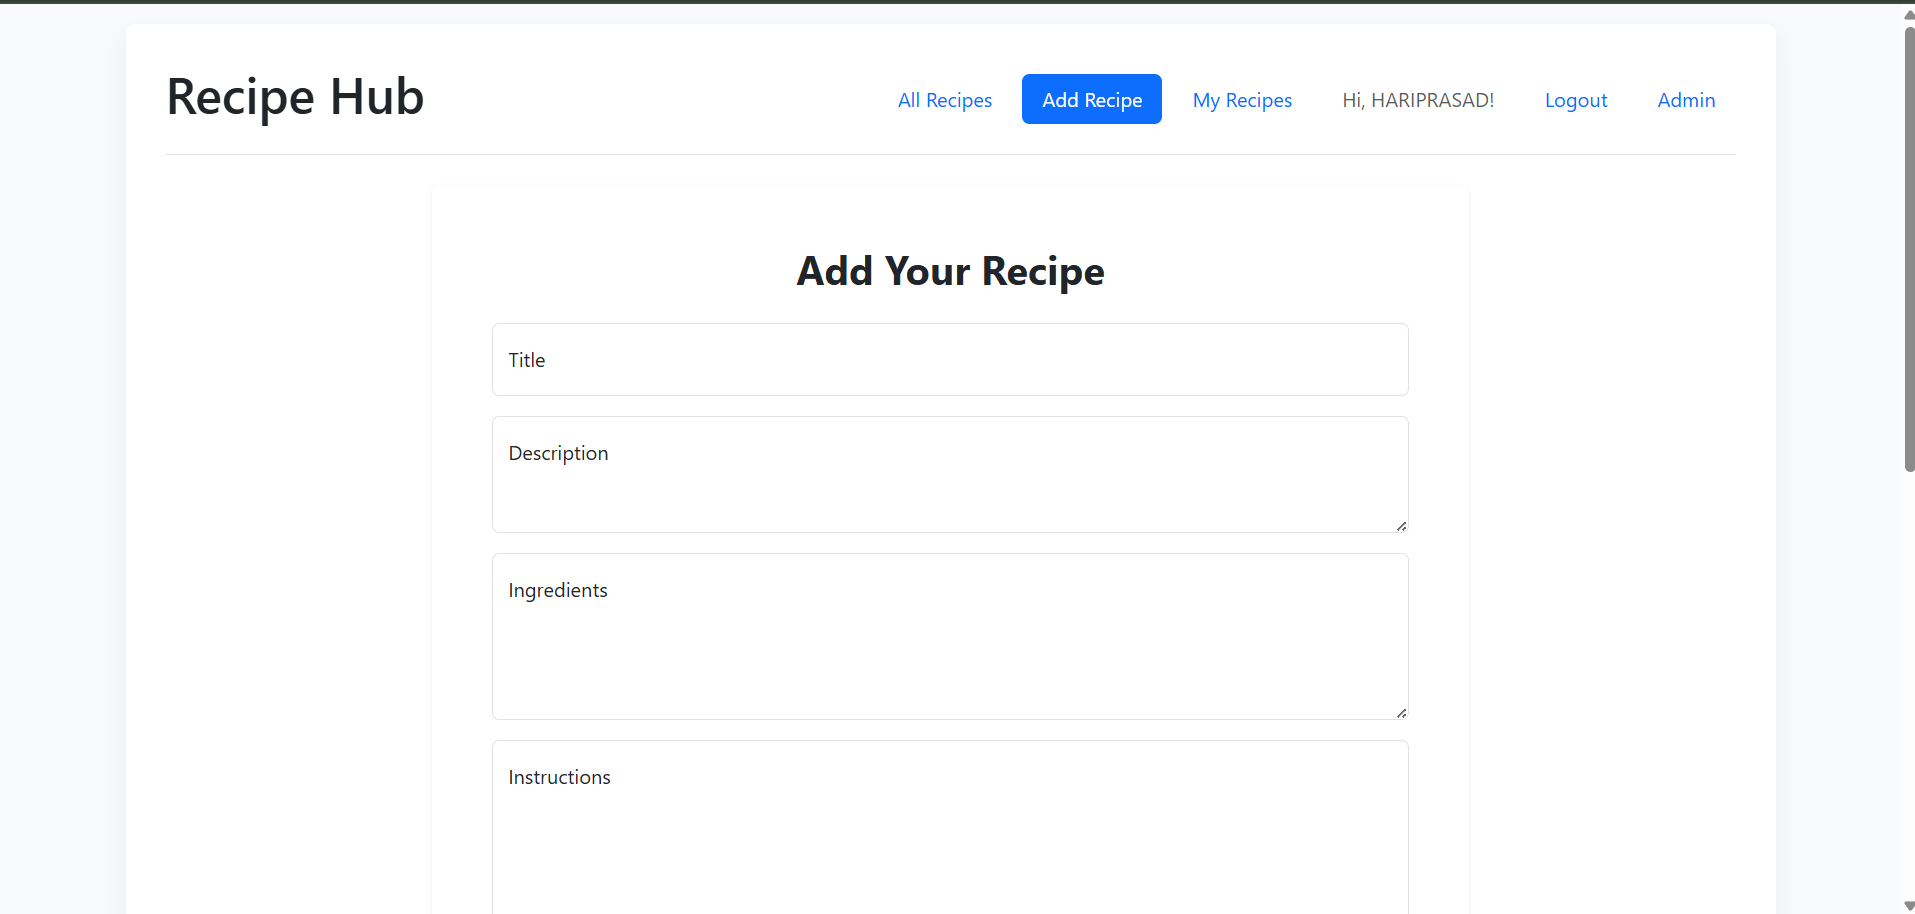 Recipe Hub
All Recipes
Add Recipe
My Recipes
Hi, HARIPRASAD!
Logout
Admin
Add Your Recipe
Title
Description
Ingredients
Instructions